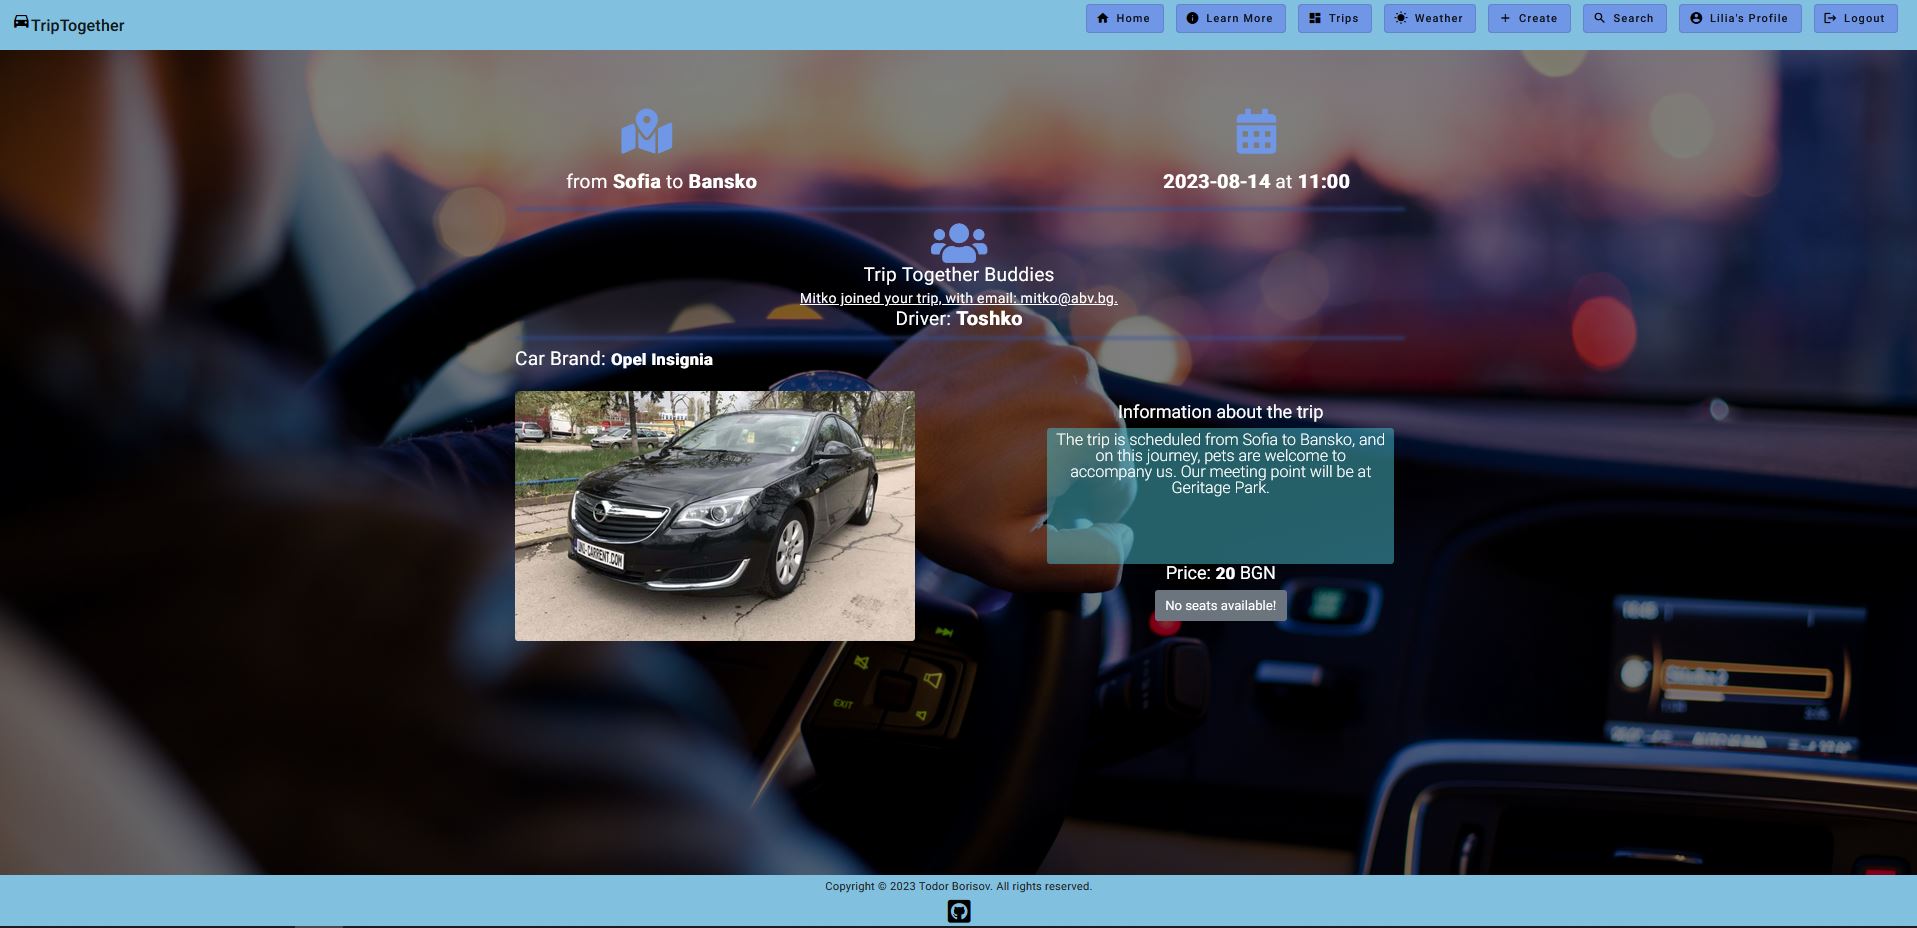 TripTogether
Home
Learn More
Trips
Weather
Create
Search
Lilia's Profile
Logout
from Sofia to Bansko
2023-08-14 at 11:00
Trip Together Buddies
Mitko joined your trip, with email: mitko@abv.bg.
Driver: Toshko
Car Brand: Opel Insignia
UNI-CARRENT.COM
Information about the trip
The trip is scheduled from Sofia to Bansko, and
on this journey, pets are welcome to
accompany us. Our meeting point will be at
Geritage Park.
Price: 20 BGN
No seats available!
EXIT
Copyright © 2023 Todor Borisov. All rights reserved.